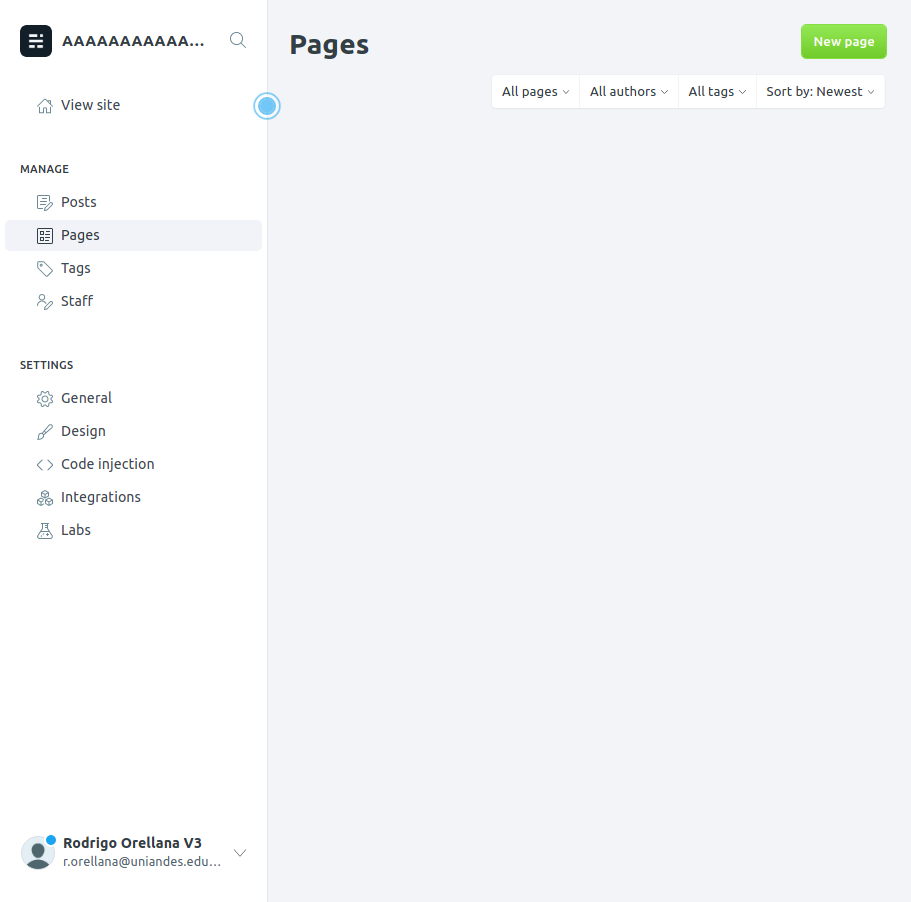 AAAAAAAAAAA...
View site
MANAGE
Posts
Pages
Tags
Staff
SETTINGS
General
Design
Code injection
Integrations
Labs
Rodrigo Orellana V3
r.orellana@uniandes.edu...
Pages
New page
All pages
All authors
All tags
Sort by: Newest